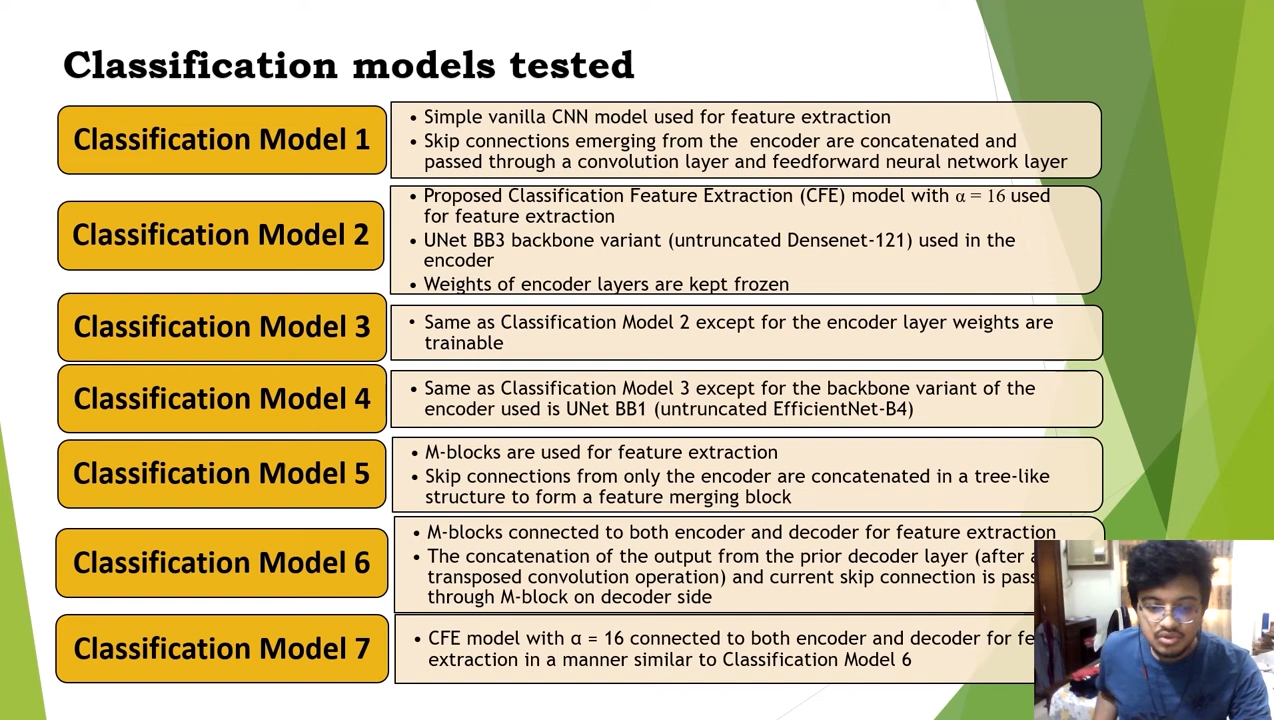 Classification models tested
Classification Model 1
• Simple vanilla CNN model used for feature extraction
• Skip connections emerging from the encoder are concatenated and
passed through a convolution layer and feedforward neural network layer
Classification Model 2
• Proposed Classification Feature Extraction (CFE) model with α = 16 used
for feature extraction
• UNet BB3 backbone variant (untruncated Densenet-121) used in the
encoder
• Weights of encoder layers are kept frozen
Classification Model 3
• Same as Classification Model 2 except for the encoder layer weights are
trainable
Classification Model 4
• Same as Classification Model 3 except for the backbone variant of the
encoder used is UNet BB1 (untruncated EfficientNet-B4)
Classification Model 5
• M-blocks are used for feature extraction
• Skip connections from only the encoder are concatenated in a tree-like
structure to form a feature merging block
Classification Model 6
• M-blocks connected to both encoder and decoder for feature extraction
• The concatenation of the output from the prior decoder layer (after
transposed convolution operation) and current skip connection is
through M-block on decoder side
Classification Model 7
• CFE model with α = 16 connected to both encoder and decoder for
extraction in a manner similar to Classification Model 6